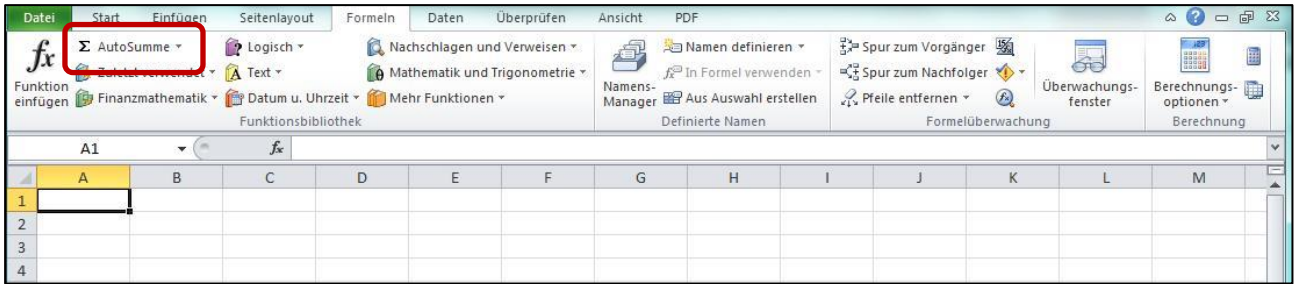 Datei Start Einfügen Seitenlayout Formeln Daten Überprüfen Ansicht PDF
fx Funktion einfügen
Σ AutoSumme
Zuletzt verwendet
Finanzmathematik
Logisch
Text
Datum u. Uhrzeit
Nachschlagen und Verweisen
Mathematik und Trigonometrie
Mehr Funktionen
Funktionsbibliothek
Namens-
Manager
Namen definieren
In Formel verwenden
Aus Auswahl erstellen
Definierte Namen
Spur zum Vorgänger
Spur zum Nachfolger
Pfeile entfernen
Formelüberwachung
Überwachungs-
fenster
Berechnungs-
optionen
Berechnung
A1 fx
A B C D E F G H I J K L M
1
2
3
4